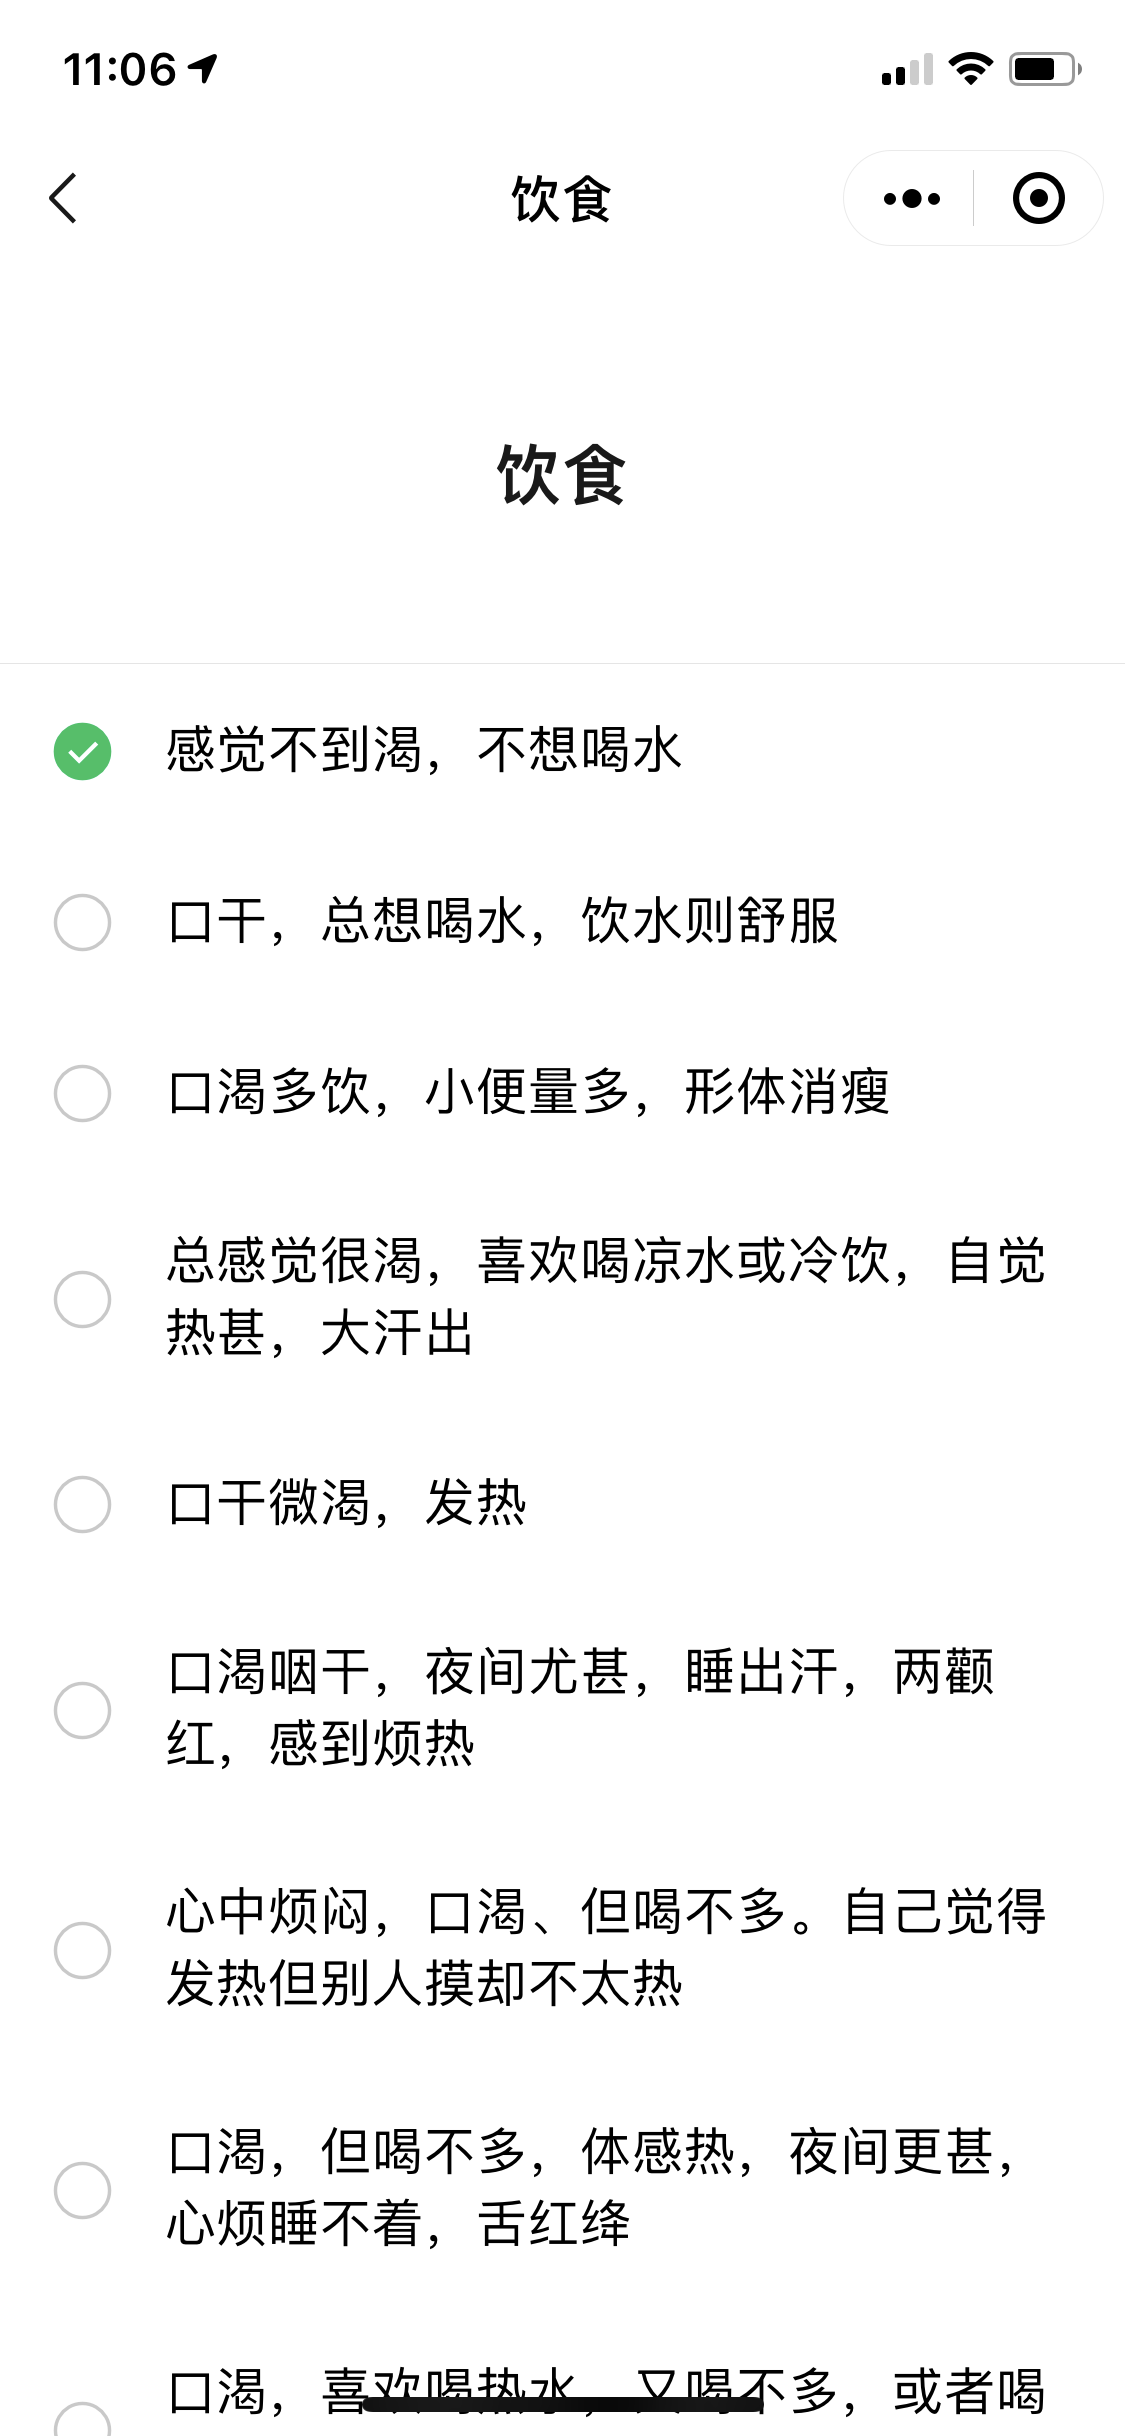 11:06
饮食
饮食
感觉不到渴，不想喝水
口干，总想喝水，饮水则舒服
口渴多饮，小便量多，形体消瘦
总感觉很渴，喜欢喝凉水或冷饮，自觉
热甚，大汗出
口干微渴，发热
口渴咽干，夜间尤甚，睡出汗，两颧
红，感到烦热
心中烦闷，口渴、但喝不多。自己觉得
发热但别人摸却不太热
口渴，但喝不多，体感热，夜间更甚，
心烦睡不着，舌红绛
口渴，喜欢喝热水，又喝不多，或者喝